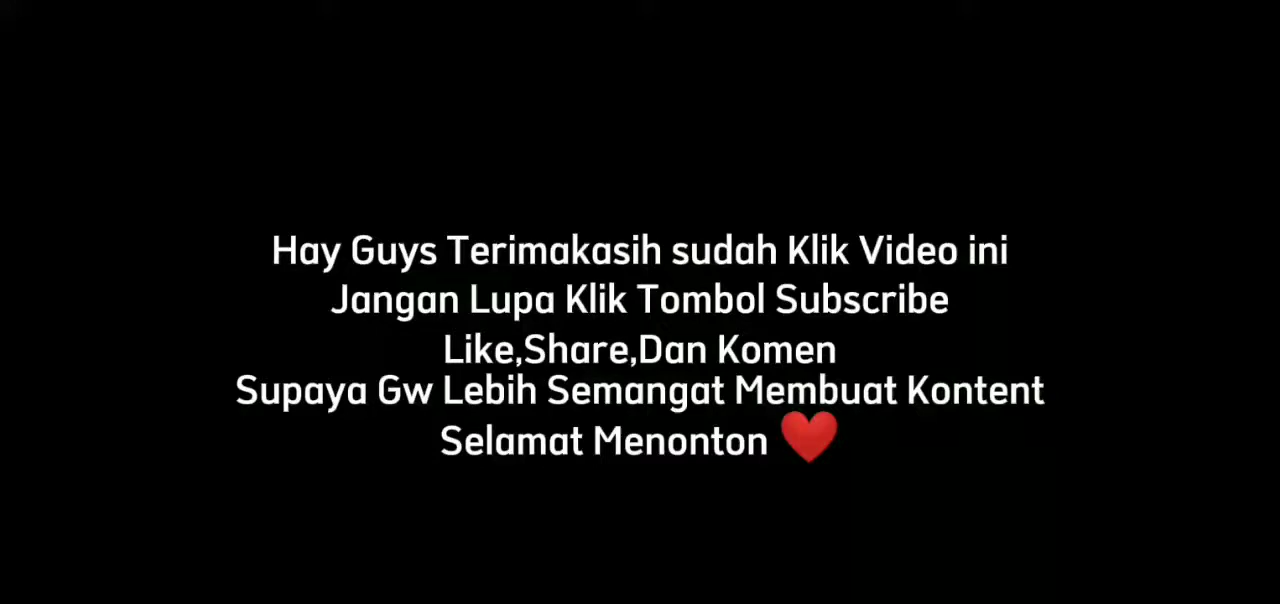 Hay Guys Terimakasih sudah Klik Video ini
Jangan Lupa Klik Tombol Subscribe
Like,Share,Dan Komen
Supaya Gw Lebih Semangat Membuat Kontent
Selamat Menonton ❤️